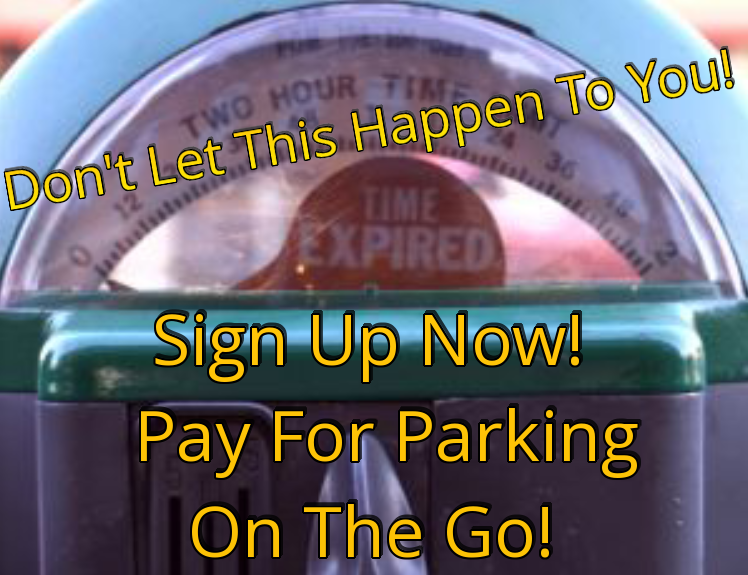 TWO HOUR TIME
Don't Let This Happen To You!
12 24 36 48
0 2
TIME
EXPIRED
Sign Up Now!
Pay For Parking
On The Go!